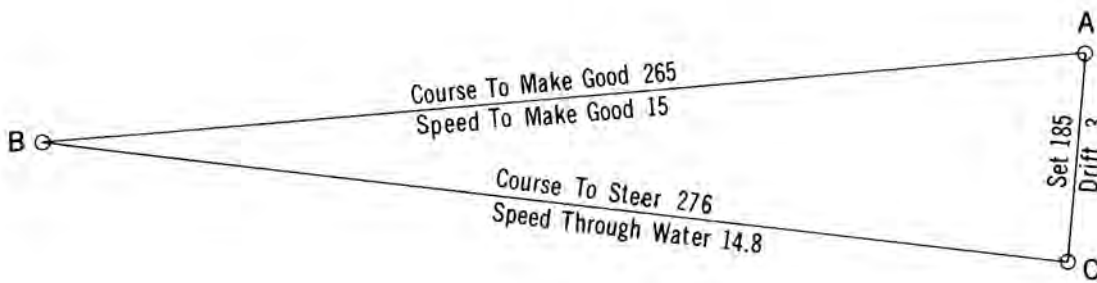 A
Course To Make Good 265
Speed To Make Good 15
B
Set 185
Drift ?
Course To Steer 276
Speed Through Water 14.8
C